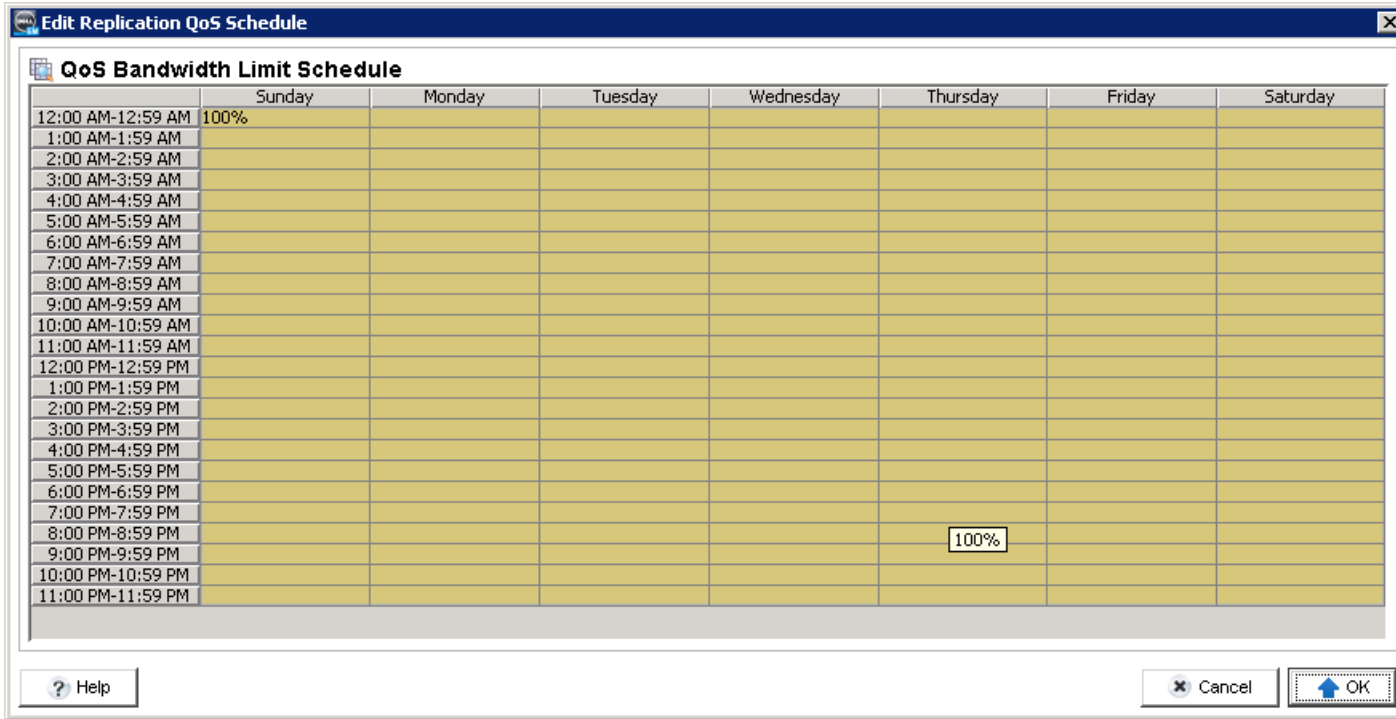 Edit Replication QoS Schedule
QoS Bandwidth Limit Schedule
Sunday Monday Tuesday Wednesday Thursday Friday Saturday
12:00 AM-12:59 AM 100%
1:00 AM-1:59 AM
2:00 AM-2:59 AM
3:00 AM-3:59 AM
4:00 AM-4:59 AM
5:00 AM-5:59 AM
6:00 AM-6:59 AM
7:00 AM-7:59 AM
8:00 AM-8:59 AM
9:00 AM-9:59 AM
10:00 AM-10:59 AM
11:00 AM-11:59 AM
12:00 PM-12:59 PM
1:00 PM-1:59 PM
2:00 PM-2:59 PM
3:00 PM-3:59 PM
4:00 PM-4:59 PM
5:00 PM-5:59 PM
6:00 PM-6:59 PM
7:00 PM-7:59 PM
8:00 PM-8:59 PM 100%
9:00 PM-9:59 PM
10:00 PM-10:59 PM
11:00 PM-11:59 PM
? Help Cancel OK